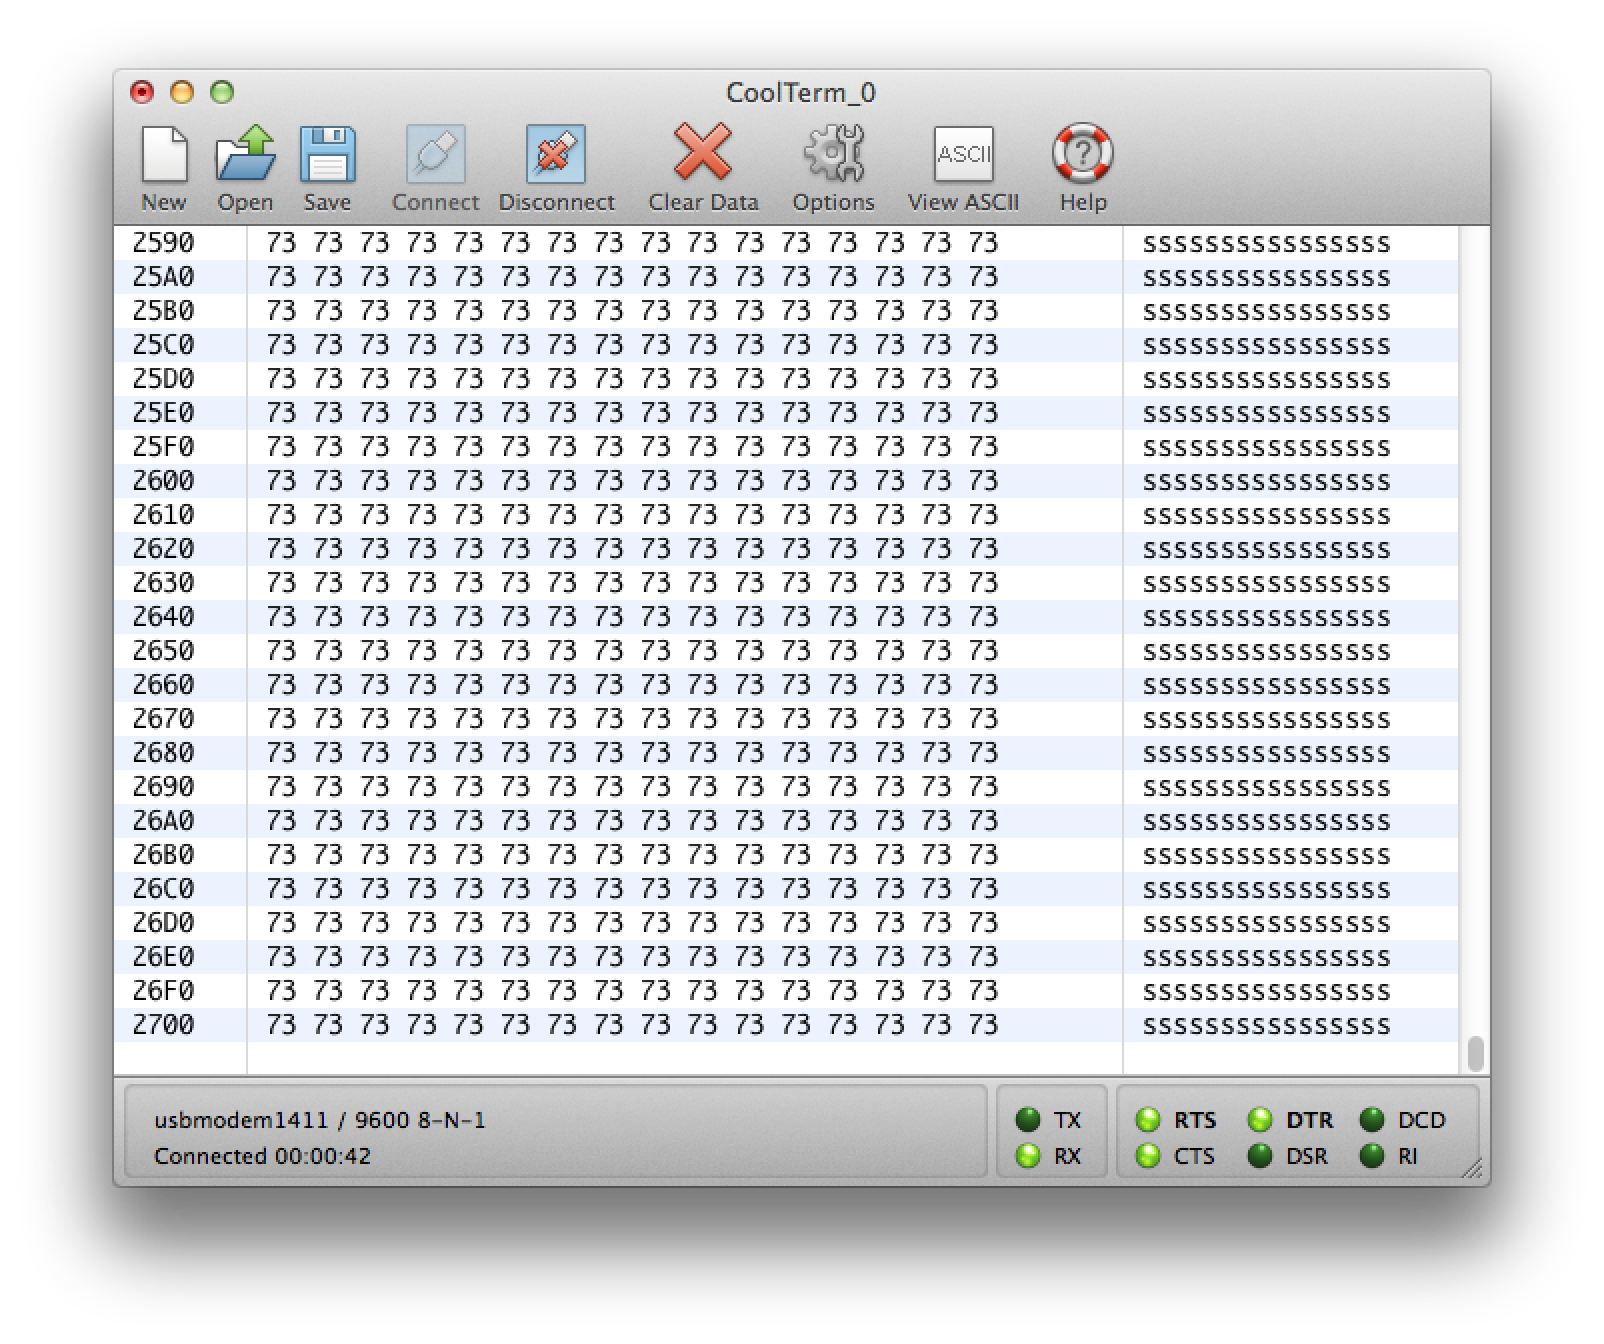 CoolTerm_0
New Open Save Connect Disconnect Clear Data Options ASCII View ASCII ? Help
2590 73 73 73 73 73 73 73 73 73 73 73 73 73 73 73 73 ssssssssssssssss
25A0 73 73 73 73 73 73 73 73 73 73 73 73 73 73 73 73 ssssssssssssssss
25B0 73 73 73 73 73 73 73 73 73 73 73 73 73 73 73 73 ssssssssssssssss
25C0 73 73 73 73 73 73 73 73 73 73 73 73 73 73 73 73 ssssssssssssssss
25D0 73 73 73 73 73 73 73 73 73 73 73 73 73 73 73 73 ssssssssssssssss
25E0 73 73 73 73 73 73 73 73 73 73 73 73 73 73 73 73 ssssssssssssssss
25F0 73 73 73 73 73 73 73 73 73 73 73 73 73 73 73 73 ssssssssssssssss
2600 73 73 73 73 73 73 73 73 73 73 73 73 73 73 73 73 ssssssssssssssss
2610 73 73 73 73 73 73 73 73 73 73 73 73 73 73 73 73 ssssssssssssssss
2620 73 73 73 73 73 73 73 73 73 73 73 73 73 73 73 73 ssssssssssssssss
2630 73 73 73 73 73 73 73 73 73 73 73 73 73 73 73 73 ssssssssssssssss
2640 73 73 73 73 73 73 73 73 73 73 73 73 73 73 73 73 ssssssssssssssss
2650 73 73 73 73 73 73 73 73 73 73 73 73 73 73 73 73 ssssssssssssssss
2660 73 73 73 73 73 73 73 73 73 73 73 73 73 73 73 73 ssssssssssssssss
2670 73 73 73 73 73 73 73 73 73 73 73 73 73 73 73 73 ssssssssssssssss
2680 73 73 73 73 73 73 73 73 73 73 73 73 73 73 73 73 ssssssssssssssss
2690 73 73 73 73 73 73 73 73 73 73 73 73 73 73 73 73 ssssssssssssssss
26A0 73 73 73 73 73 73 73 73 73 73 73 73 73 73 73 73 ssssssssssssssss
26B0 73 73 73 73 73 73 73 73 73 73 73 73 73 73 73 73 ssssssssssssssss
26C0 73 73 73 73 73 73 73 73 73 73 73 73 73 73 73 73 ssssssssssssssss
26D0 73 73 73 73 73 73 73 73 73 73 73 73 73 73 73 73 ssssssssssssssss
26E0 73 73 73 73 73 73 73 73 73 73 73 73 73 73 73 73 ssssssssssssssss
26F0 73 73 73 73 73 73 73 73 73 73 73 73 73 73 73 73 ssssssssssssssss
2700 73 73 73 73 73 73 73 73 73 73 73 73 73 73 73 73 ssssssssssssssss
usbmodem1411 / 9600 8-N-1 TX RTS DTR DCD
Connected 00:00:42 RX CTS DSR RI